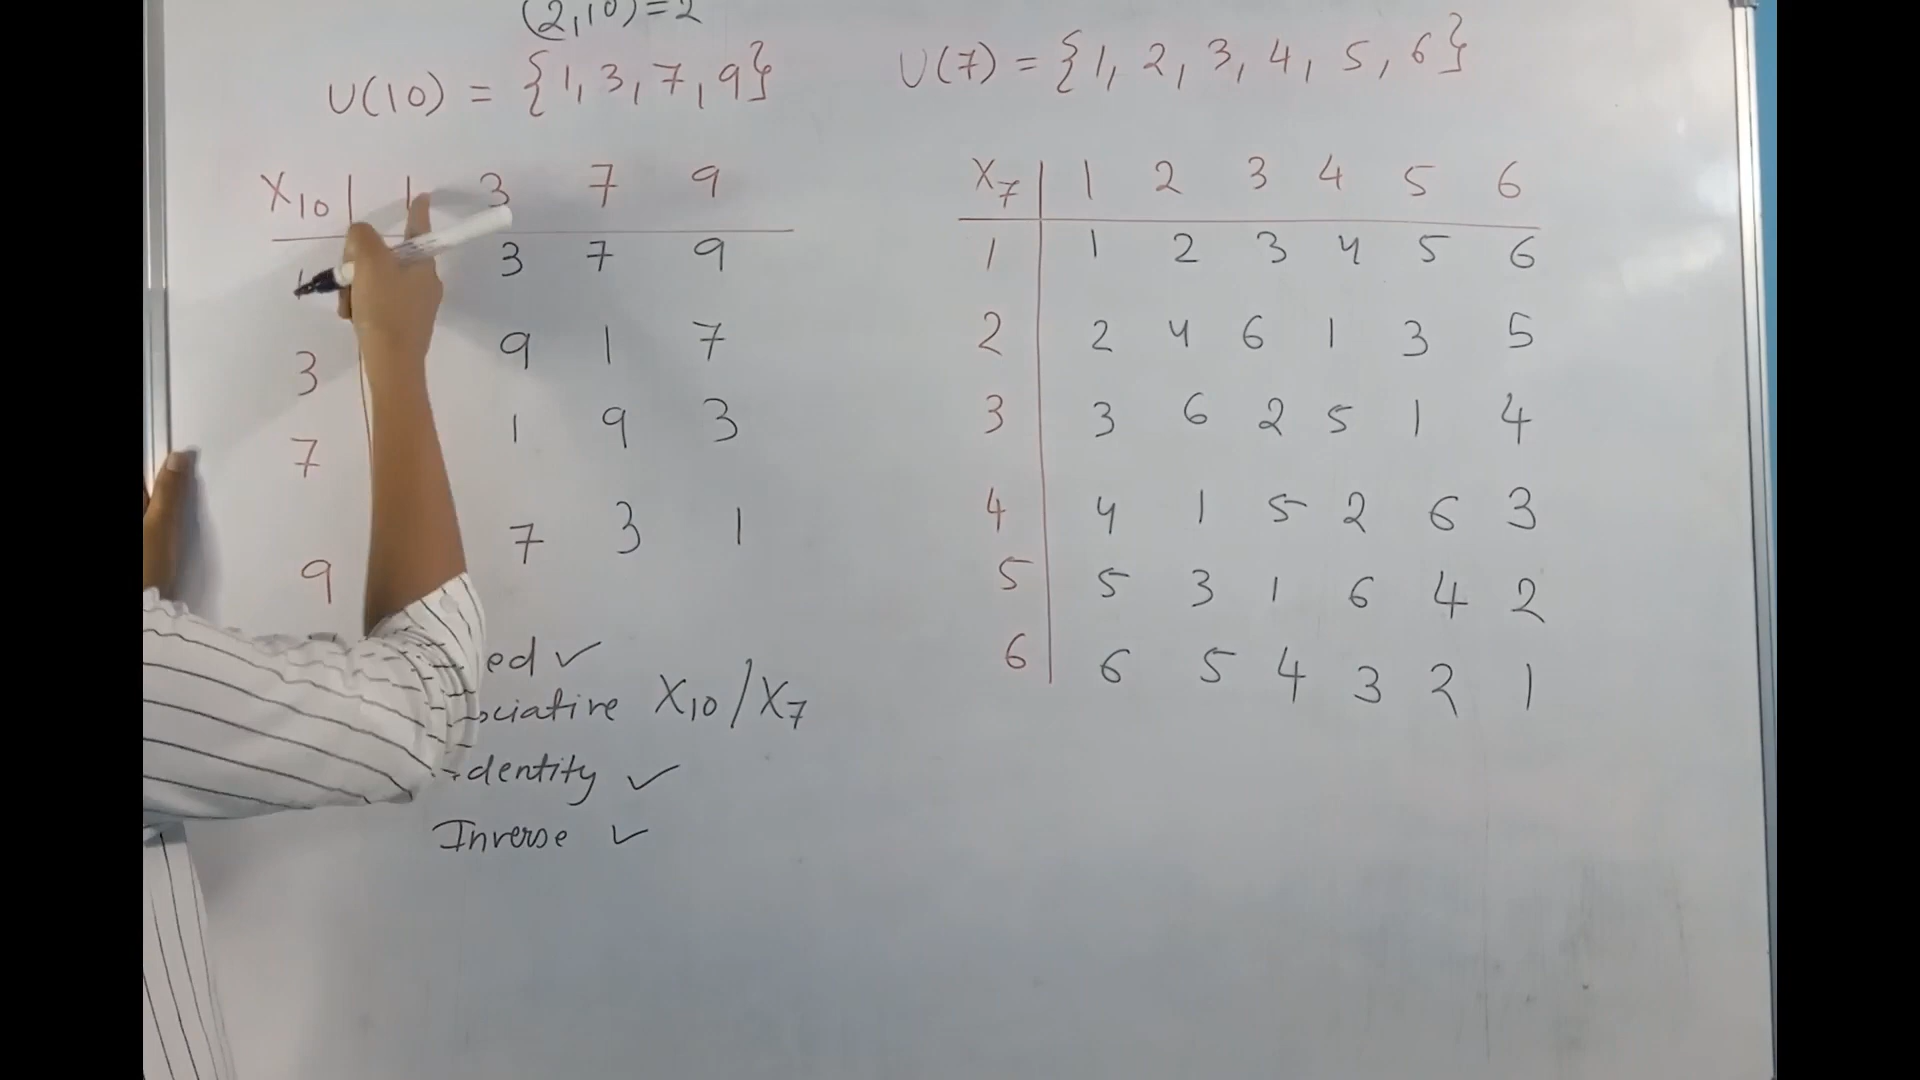 (2,10)=2
U(10) = {1, 3, 7, 9}
X10 | 1 3 7 9
3 7 9
3 9 1 7
7 1 9 3
9 7 3 1
ed ✓
ociative X10/X7
dentity ✓
Inverse ✓
U(7) = {1, 2, 3, 4, 5, 6}
X7 | 1 2 3 4 5 6
1 1 2 3 4 5 6
2 2 4 6 1 3 5
3 3 6 2 5 1 4
4 4 1 5 2 6 3
5 5 3 1 6 4 2
6 6 5 4 3 2 1